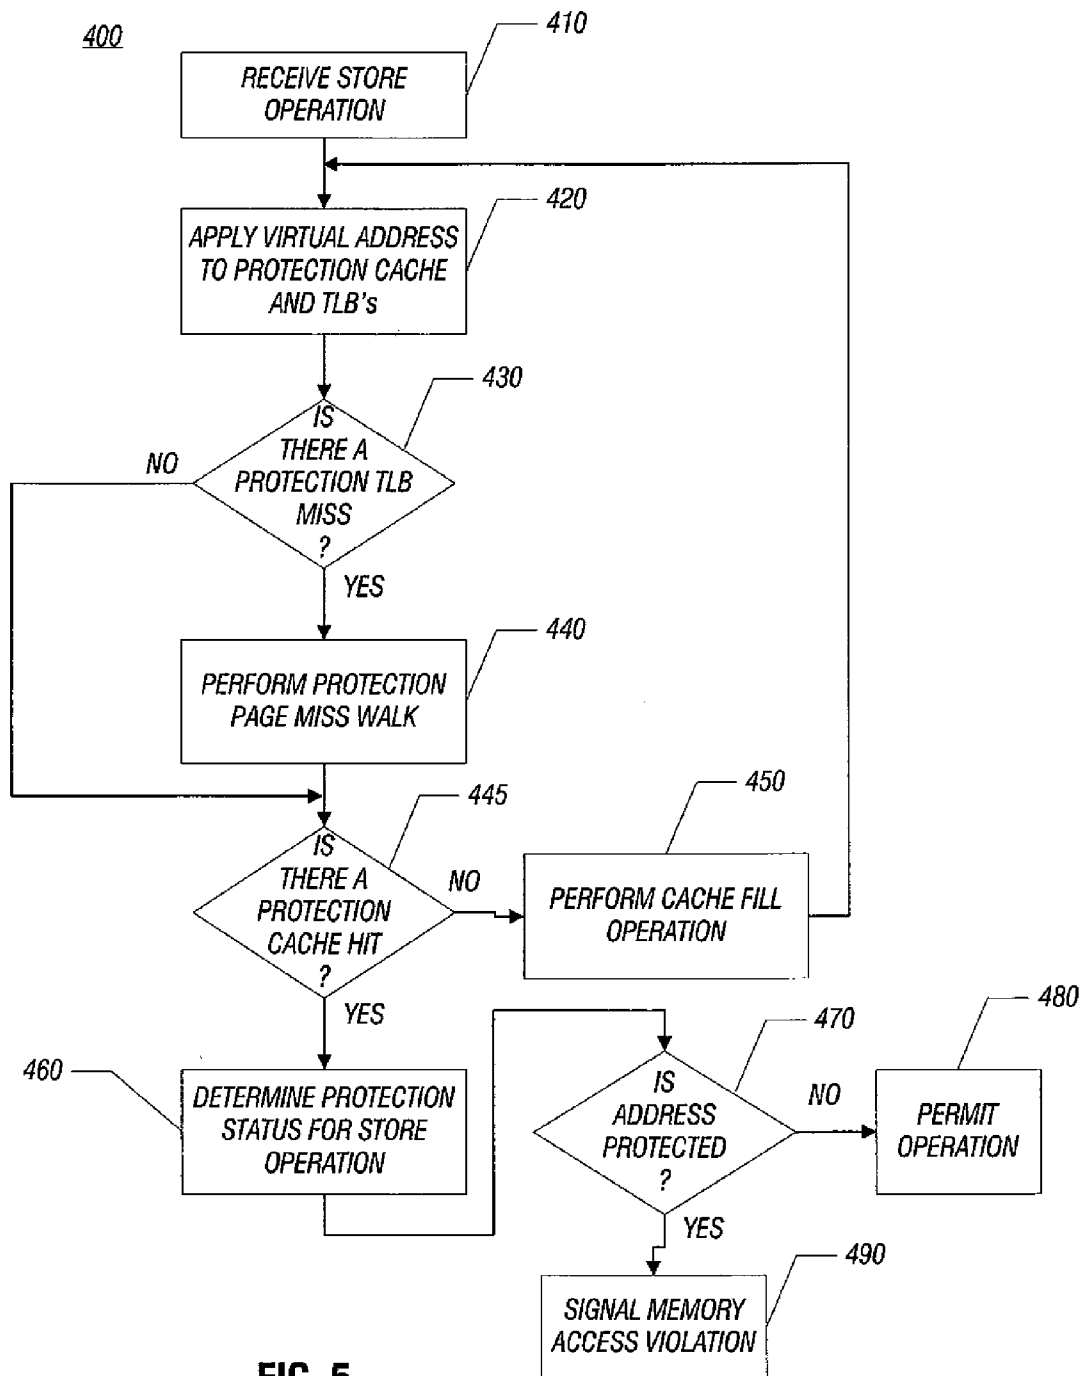 400
410
RECEIVE STORE
OPERATION
420
APPLY VIRTUAL ADDRESS
TO PROTECTION CACHE
AND TLB's
430
IS
THERE A
PROTECTION TLB
MISS
?
NO
YES
440
PERFORM PROTECTION
PAGE MISS WALK
445
IS
THERE A
PROTECTION
CACHE HIT
?
NO
450
PERFORM CACHE FILL
OPERATION
YES
460
DETERMINE PROTECTION
STATUS FOR STORE
OPERATION
470
IS
ADDRESS
PROTECTED
?
NO
480
PERMIT
OPERATION
YES
490
SIGNAL MEMORY
ACCESS VIOLATION
FIG. 5